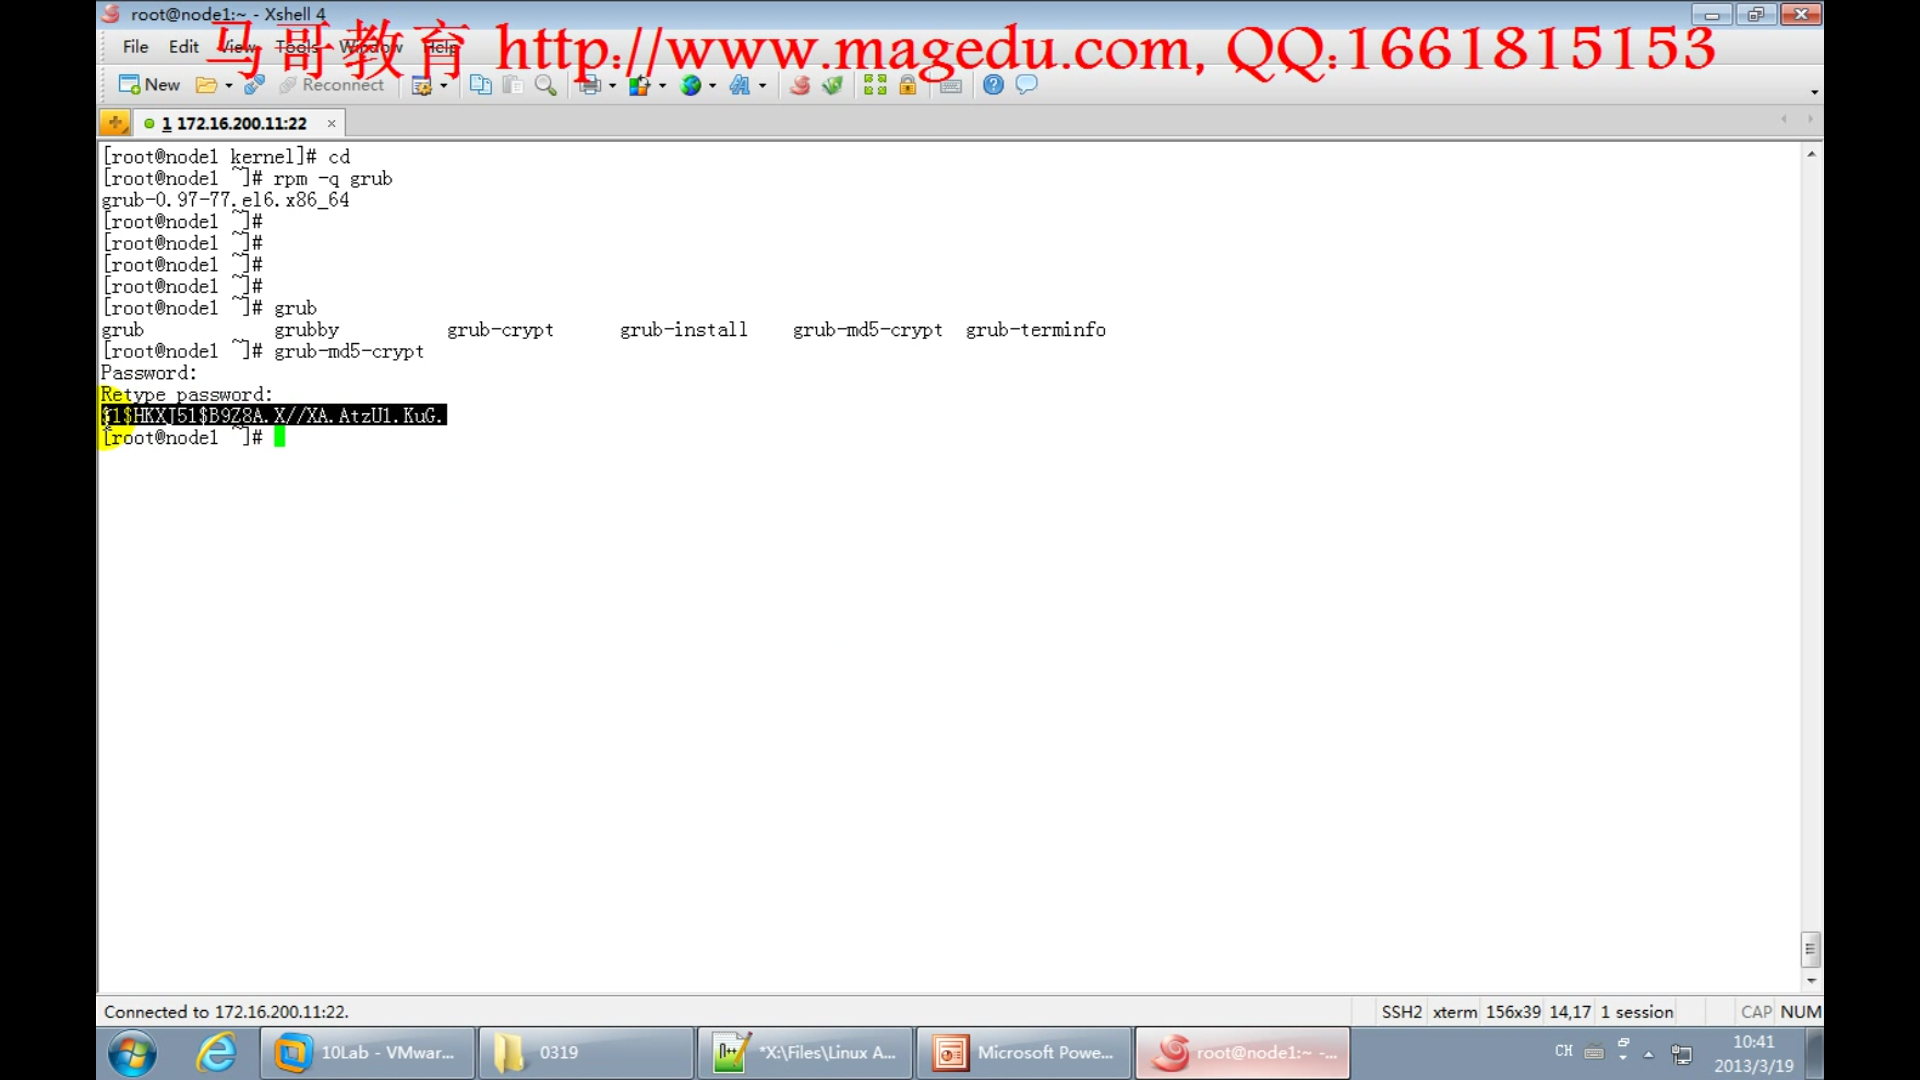 root@node1:~ - Xshell 4
马哥教育 http://www.magedu.com, QQ:1661815153
File Edit View Tools Window Help
New Reconnect
1 172.16.200.11:22
[root@node1 kernel]# cd
[root@node1 ~]# rpm -q grub
grub-0.97-77.el6.x86_64
[root@node1 ~]#
[root@node1 ~]#
[root@node1 ~]#
[root@node1 ~]#
[root@node1 ~]# grub
grub grubby grub-crypt grub-install grub-md5-crypt grub-terminfo
[root@node1 ~]# grub-md5-crypt
Password:
Retype password:
$1$HKXJ51$B9Z8A.X//XA.AtzU1.KuG.
[root@node1 ~]#
Connected to 172.16.200.11:22. SSH2 xterm 156x39 14,17 1 session CAP NUM
10Lab - VMwar... 0319 *X:\Files\Linux A... Microsoft Powe... root@node1:~ -... CH 10:41
2013/3/19